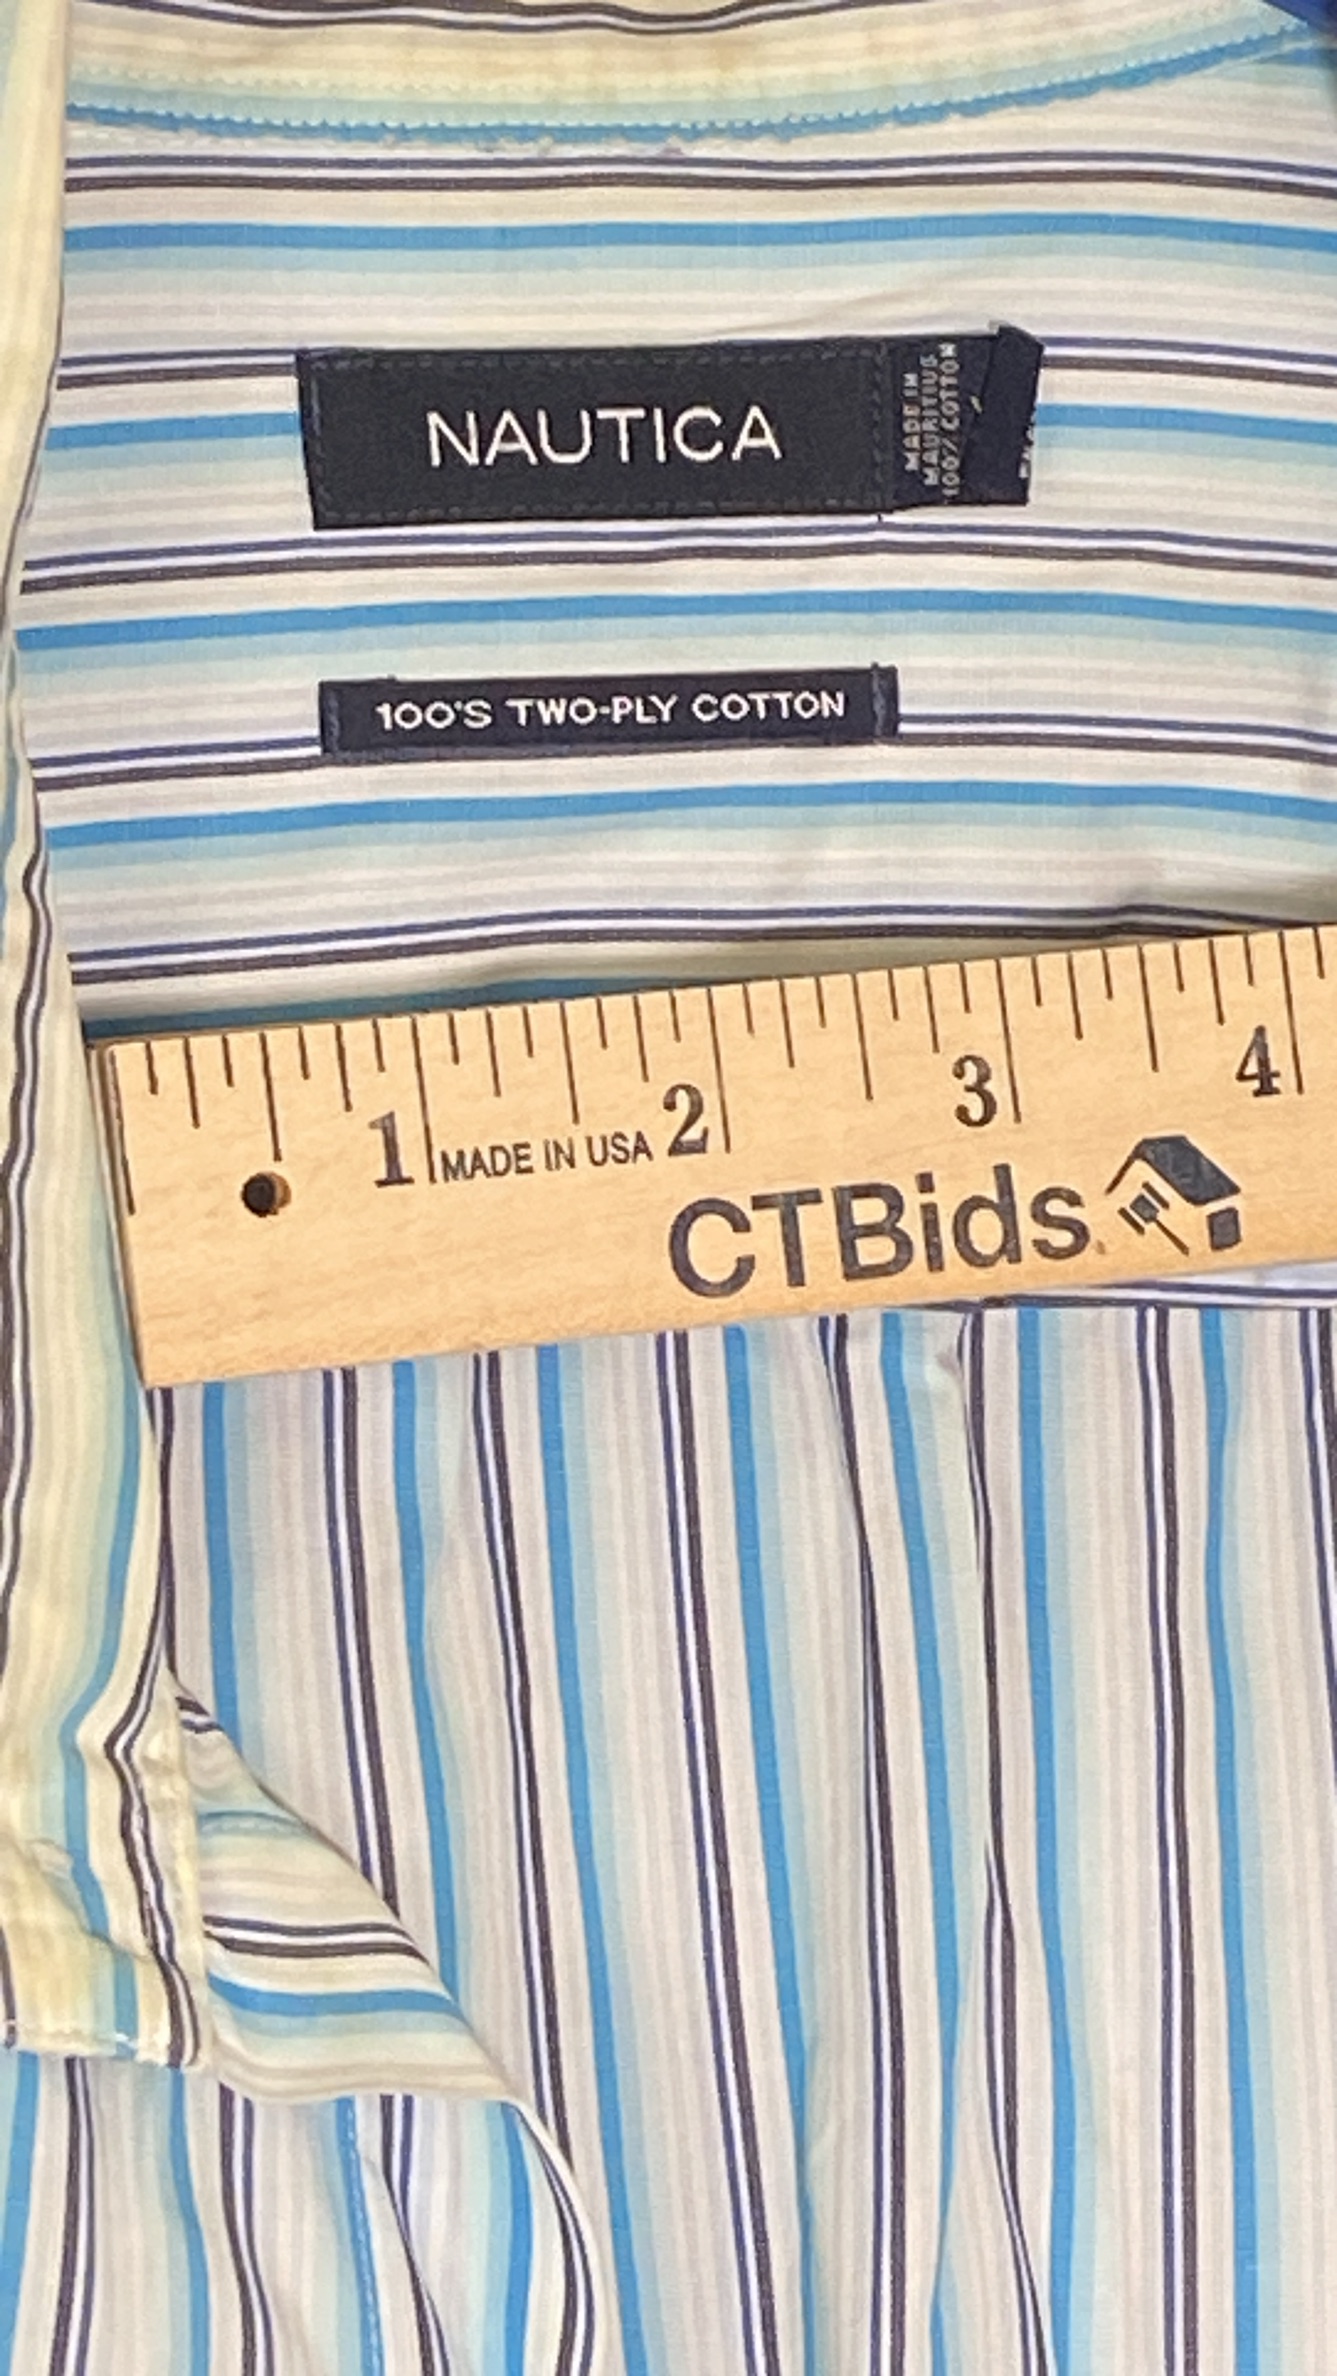 NAUTICA
MADE IN
MAURITIUS
100% COTTON
100'S TWO-PLY COTTON
1 MADE IN USA 2 3 4
CTBids